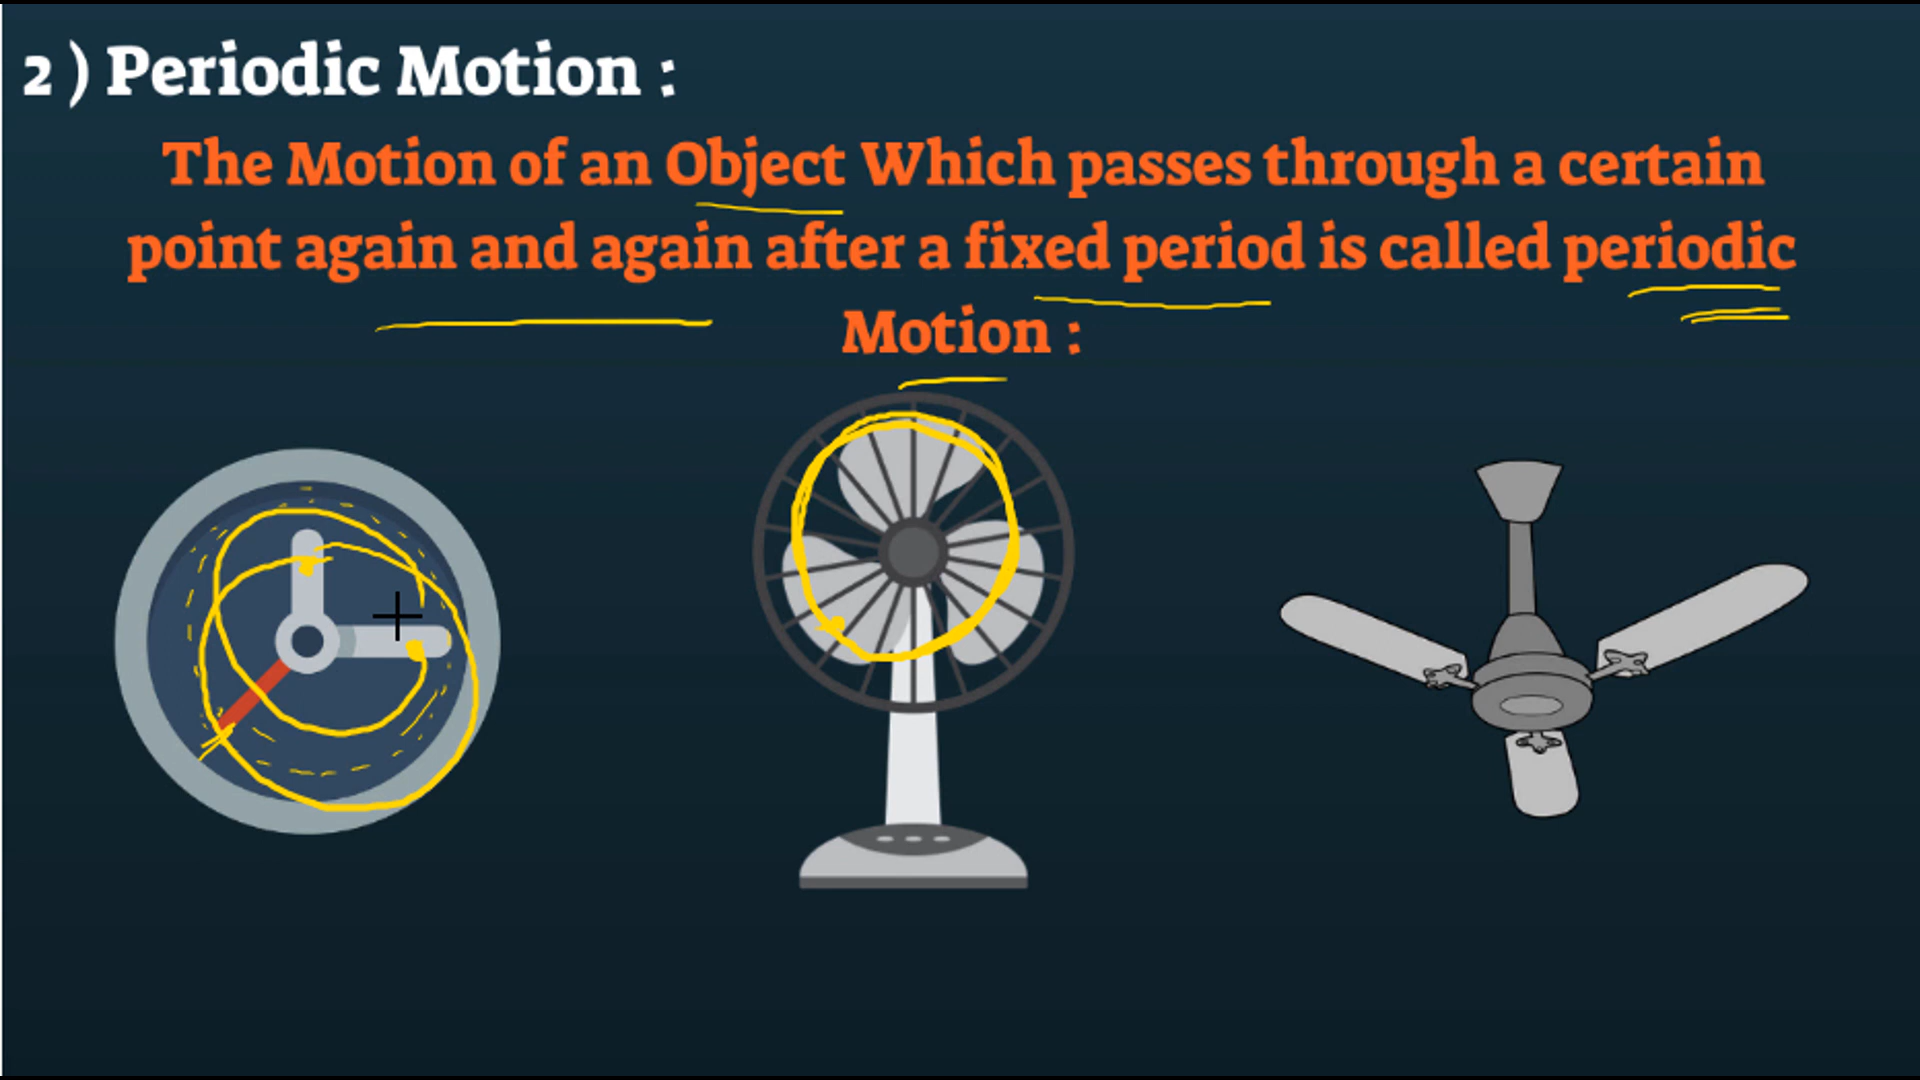 2 ) Periodic Motion :
The Motion of an Object Which passes through a certain
point again and again after a fixed period is called periodic
Motion :